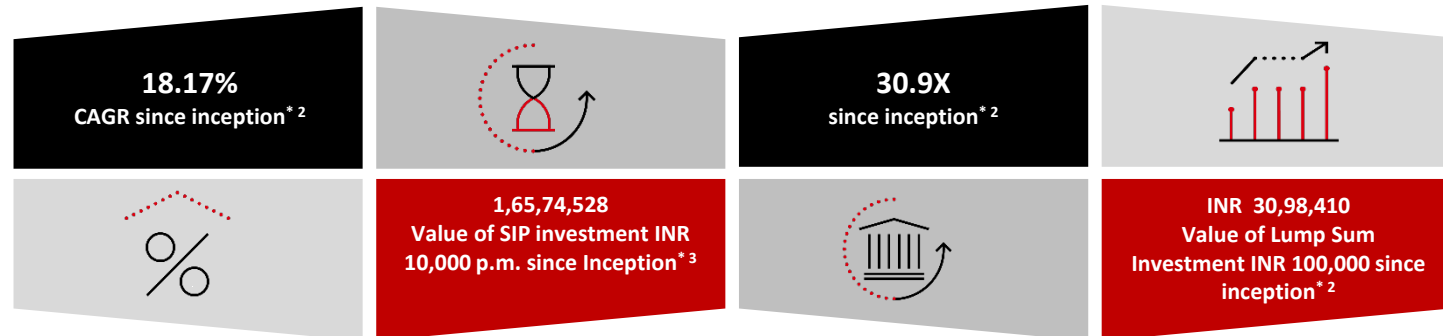 18.17%
CAGR since inception* 2
30.9X
since inception* 2
1,65,74,528
Value of SIP investment INR
10,000 p.m. since Inception* 3
INR 30,98,410
Value of Lump Sum
Investment INR 100,000 since
inception* 2